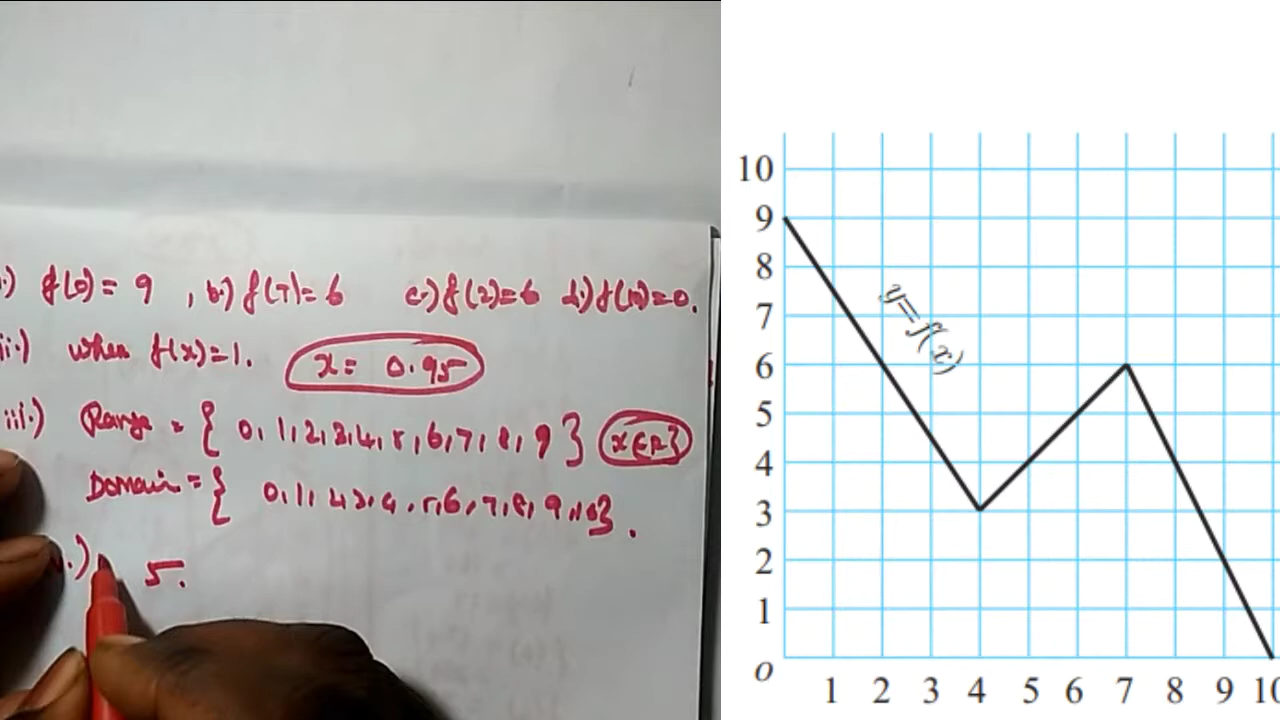 i.) f(0) = 9 , b.) f(7) = 6 c.) f(2) = 6 d.) f(10) = 0.
ii.) when f(x) = 1. x = 0.95
iii.) Range = { 0, 1, 2, 3, 4, 5, 6, 7, 8, 9 } x ∈ R}
Domain = { 0, 1, 2, 3, 4, 5, 6, 7, 8, 9, 10}.
.) 5.
10
9
8
7
6
5
4
3
2
1
O
y=f(x)
1 2 3 4 5 6 7 8 9 10